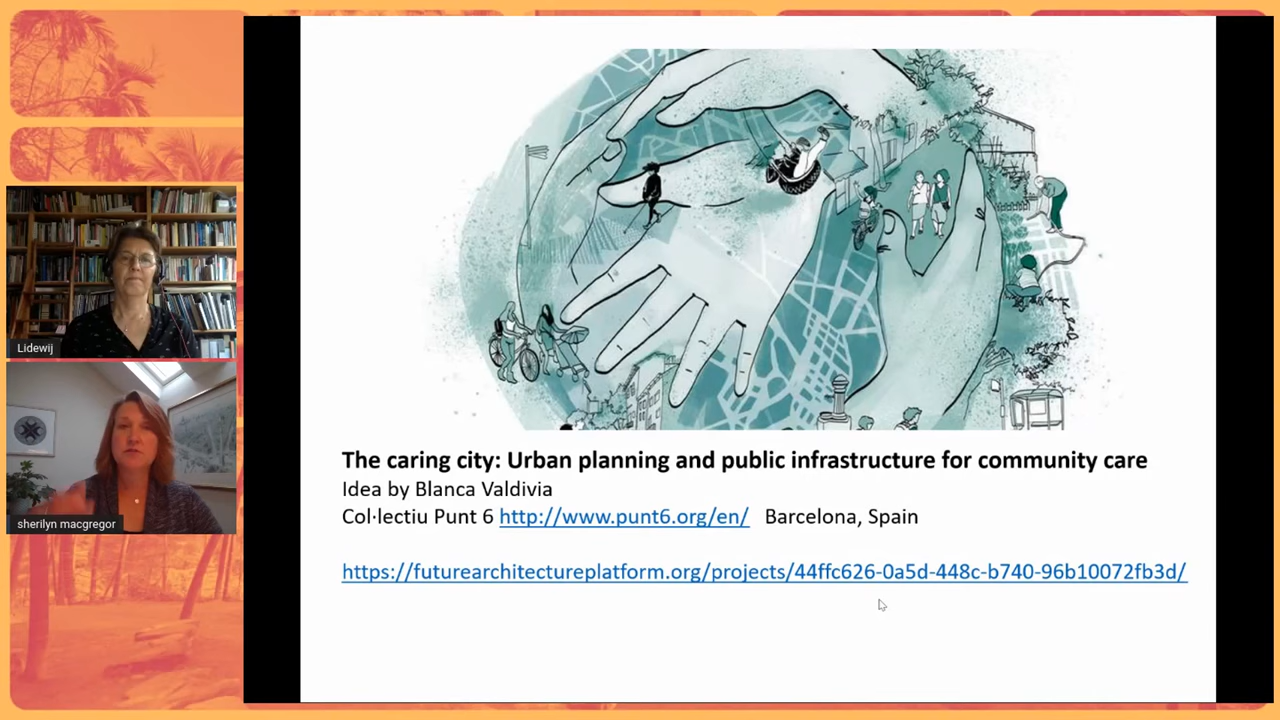 Lidewij
sherilyn macgregor
The caring city: Urban planning and public infrastructure for community care
Idea by Blanca Valdivia
Col·lectiu Punt 6 http://www.punt6.org/en/ Barcelona, Spain
https://futurearchitectureplatform.org/projects/44ffc626-0a5d-448c-b740-96b10072fb3d/